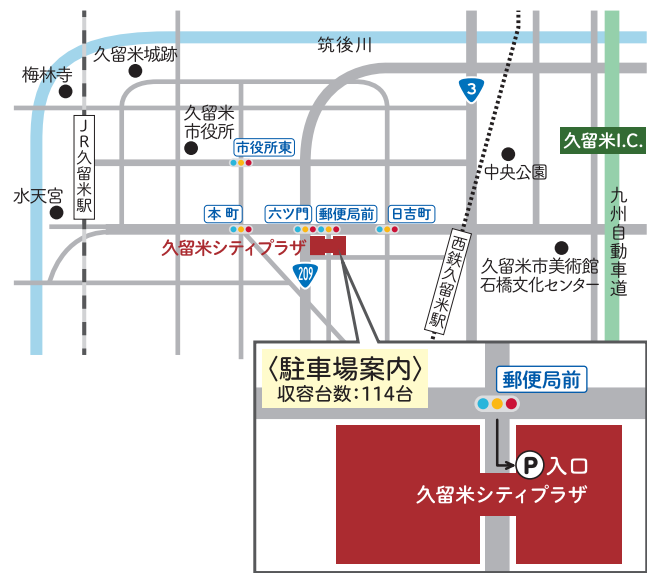 筑後川
久留米城跡
梅林寺
3
久留米
市役所
JR久留米駅
市役所東
久留米I.C.
中央公園
水天宮
本町
六ツ門
郵便局前
日吉町
九州自動車道
久留米シティプラザ
西鉄久留米駅
209
久留米市美術館
石橋文化センター
〈駐車場案内〉
収容台数:114台
郵便局前
P 入口
久留米シティプラザ